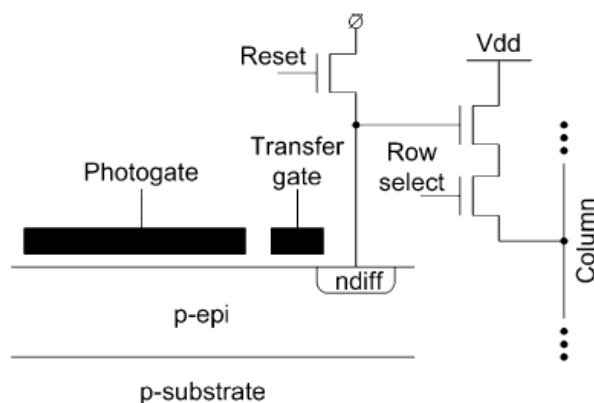 Reset
Vdd
Transfer
gate
Photogate
Row
select
Column
ndiff
p-epi
p-substrate